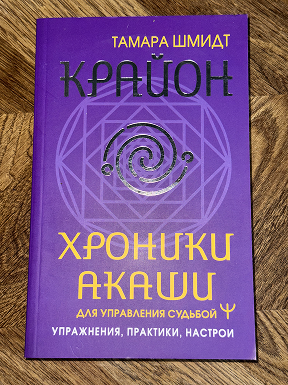 ТАМАРА ШМИДТ
КРАЙОН
ХРОНИКИ
АКАШИ
ДЛЯ УПРАВЛЕНИЯ СУДЬБОЙ
УПРАЖНЕНИЯ, ПРАКТИКИ, НАСТРОИ